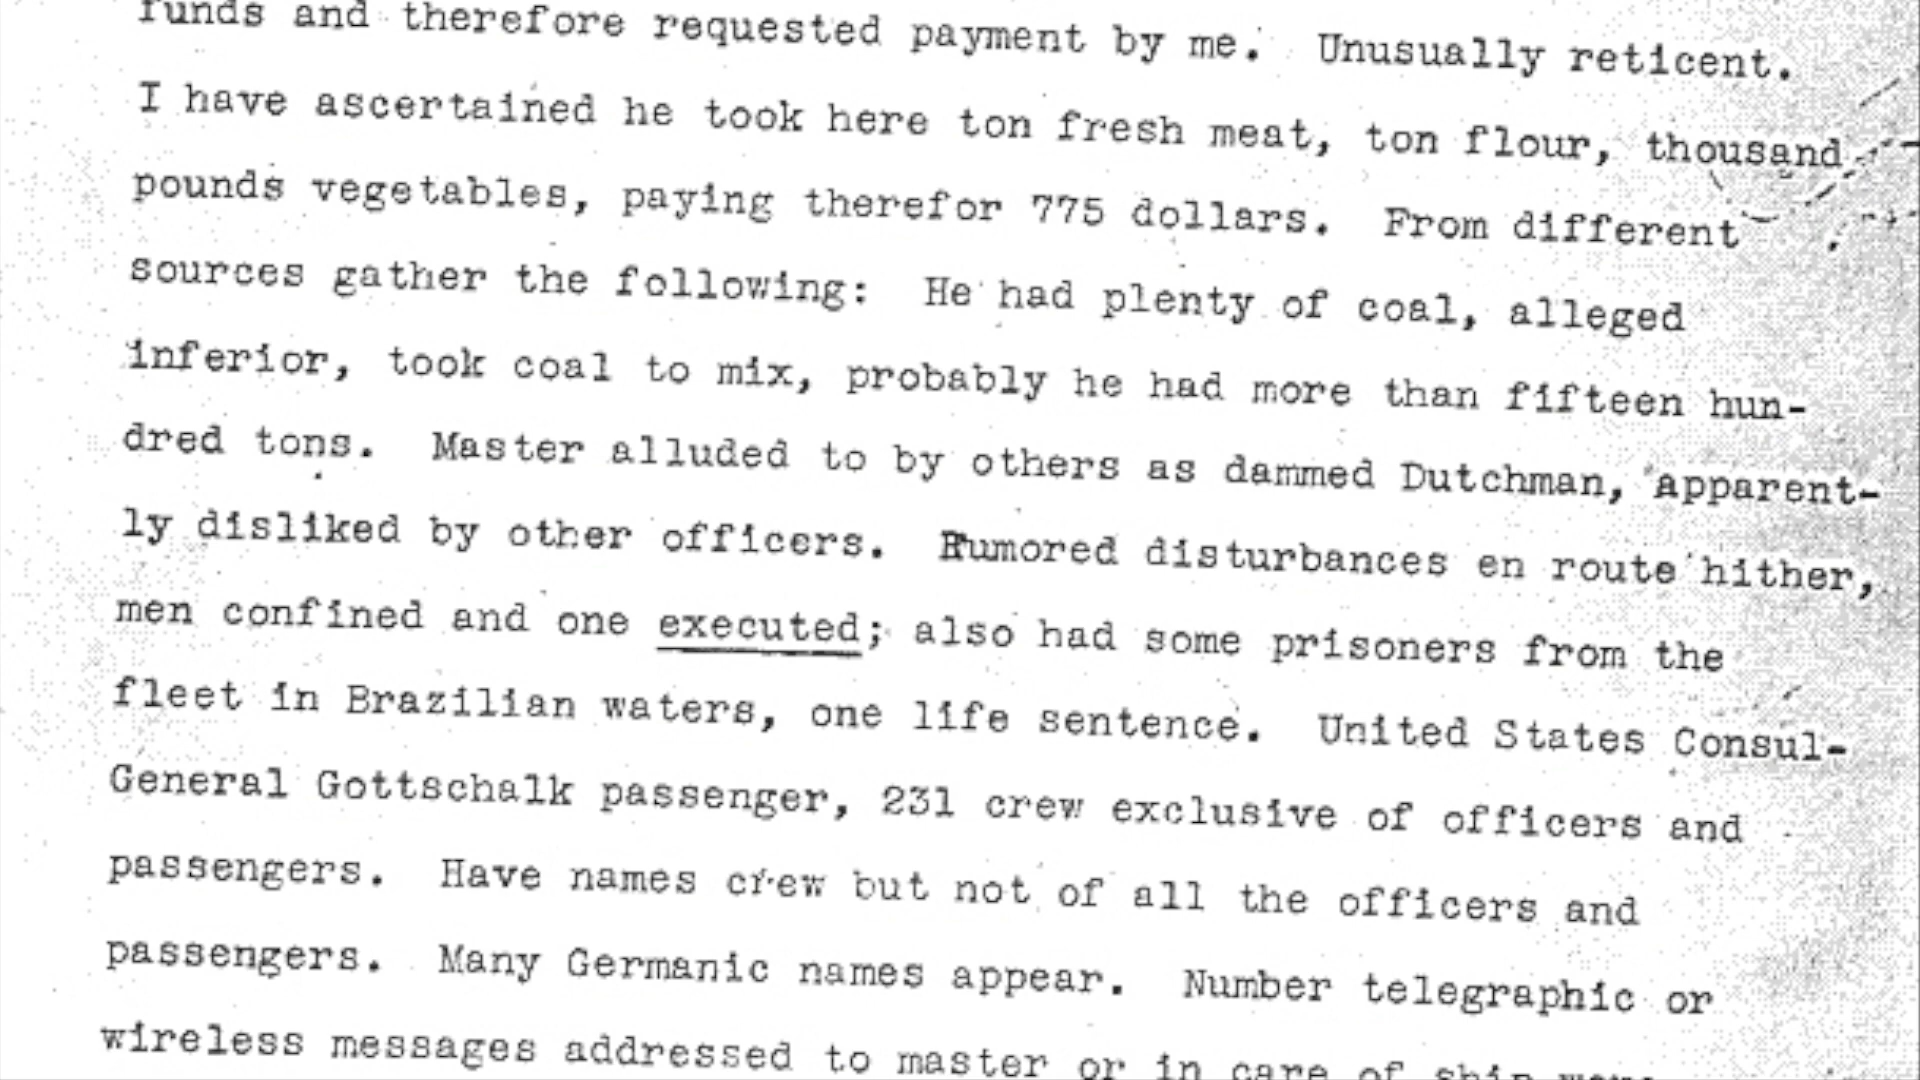 funds and therefore requested payment by me. Unusually reticent.
I have ascertained he took here ton fresh meat, ton flour, thousand
pounds vegetables, paying therefor 775 dollars. From different
sources gather the following: He had plenty of coal, alleged
inferior, took coal to mix, probably he had more than fifteen hun-
dred tons. Master alluded to by others as dammed Dutchman, apparent-
ly disliked by other officers. Rumored disturbances en route hither,
men confined and one executed; also had some prisoners from the
fleet in Brazilian waters, one life sentence. United States Consul-
General Gottschalk passenger, 231 crew exclusive of officers and
passengers. Have names crew but not of all the officers and
passengers. Many Germanic names appear. Number telegraphic or
wireless messages addressed to master or in care of ship